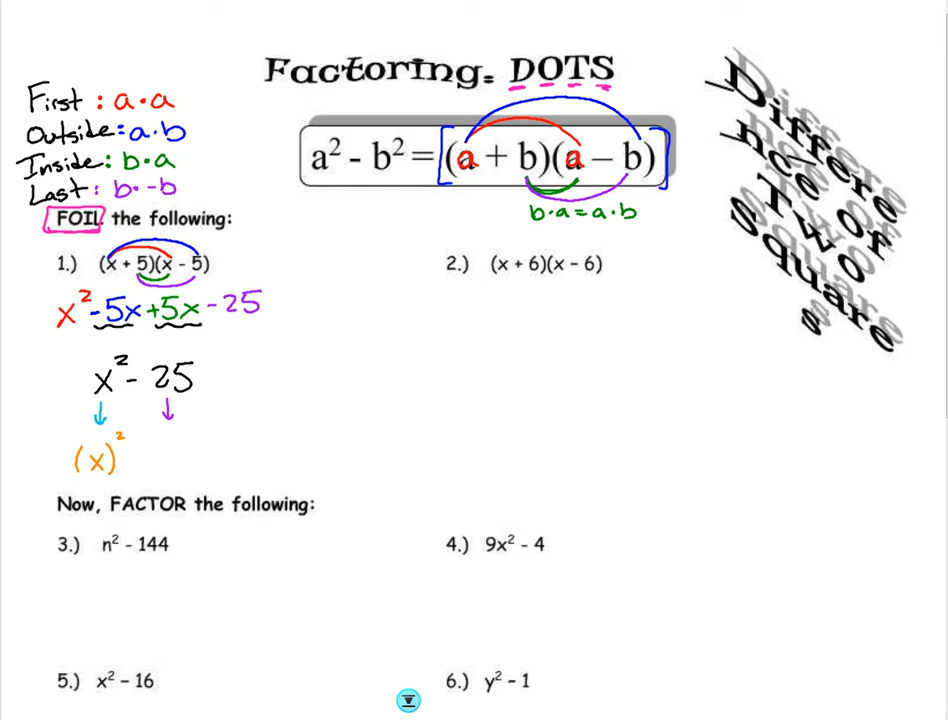 Factoring. DOTS
Difference of Two Squares
First : a·a
Outside = a·b
Inside : b·a
Last : b·-b
a² - b² = [(a + b)(a – b)]
b·a = a·b
FOIL the following:
1.) (x + 5)(x - 5)
2.) (x + 6)(x – 6)
x² - 5x + 5x - 25
x² - 25
(x)²
Now, FACTOR the following:
3.) n² - 144
4.) 9x² - 4
5.) x² – 16
6.) y² – 1